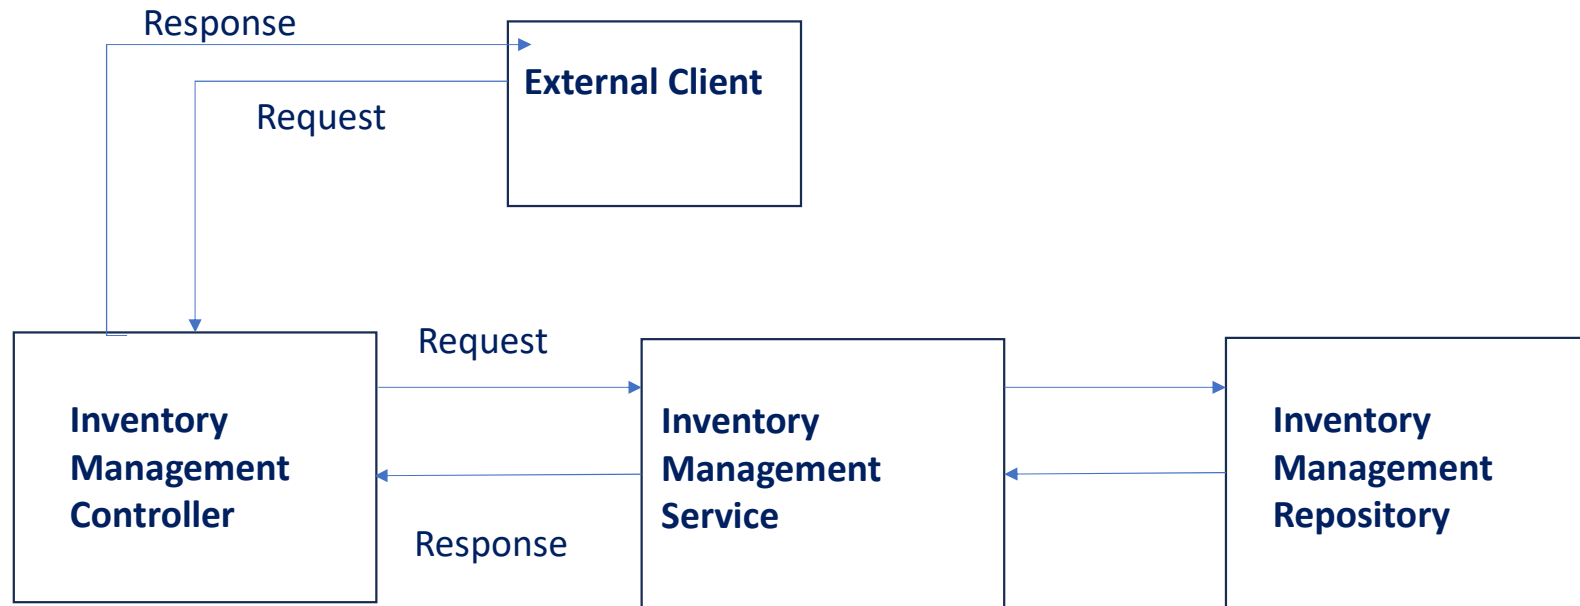 Response
External Client
Request
Request
Inventory
Management
Controller
Inventory
Management
Service
Inventory
Management
Repository
Response